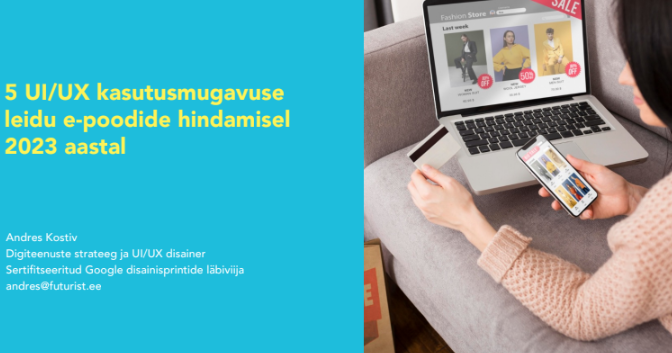 5 UI/UX kasutusmugavuse
leidu e-poodide hindamisel
2023 aastal
Andres Kostiv
Digiteenuste strateeg ja UI/UX disainer
Sertifitseeritud Google disainisprintide läbiviija
andres@futurist.ee
Fashion Store
SALE
Last week
50%